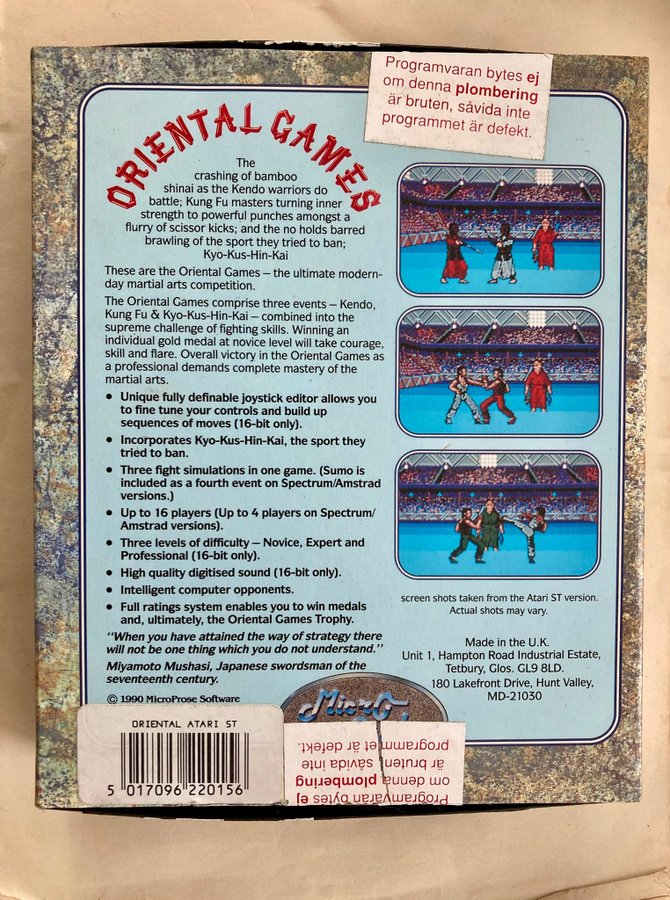 Programvaran bytes ej
om denna plombering
är bruten, såvida inte
programmet är defekt.
ORIENTAL GAMES
The
crashing of bamboo
shinai as the Kendo warriors do
battle; Kung Fu masters turning inner
strength to powerful punches amongst a
flurry of scissor kicks; and the no holds barred
brawling of the sport they tried to ban;
Kyo-Kus-Hin-Kai
These are the Oriental Games – the ultimate modern-
day martial arts competition.
The Oriental Games comprise three events – Kendo,
Kung Fu & Kyo-Kus-Hin-Kai – combined into the
supreme challenge of fighting skills. Winning an
individual gold medal at novice level will take courage,
skill and flare. Overall victory in the Oriental Games as
a professional demands complete mastery of the
martial arts.
• Unique fully definable joystick editor allows you
to fine tune your controls and build up
sequences of moves (16-bit only).
• Incorporates Kyo-Kus-Hin-Kai, the sport they
tried to ban.
• Three fight simulations in one game. (Sumo is
included as a fourth event on Spectrum/Amstrad
versions.)
• Up to 16 players (Up to 4 players on Spectrum/
Amstrad versions).
• Three levels of difficulty – Novice, Expert and
Professional (16-bit only).
• High quality digitised sound (16-bit only).
• Intelligent computer opponents.
• Full ratings system enables you to win medals
and, ultimately, the Oriental Games Trophy.
"When you have attained the way of strategy there
will not be one thing which you do not understand."
Miyamoto Mushasi, Japanese swordsman of the
seventeenth century.
© 1990 MicroProse Software
screen shots taken from the Atari ST version.
Actual shots may vary.
Made in the U.K.
Unit 1, Hampton Road Industrial Estate,
Tetbury, Glos. GL9 8LD.
180 Lakefront Drive, Hunt Valley,
MD-21030
ORIENTAL ATARI ST
5 017096 220156
Programvaran bytes ej
om denna plombering
är bruten, såvida inte
programmet är defekt.